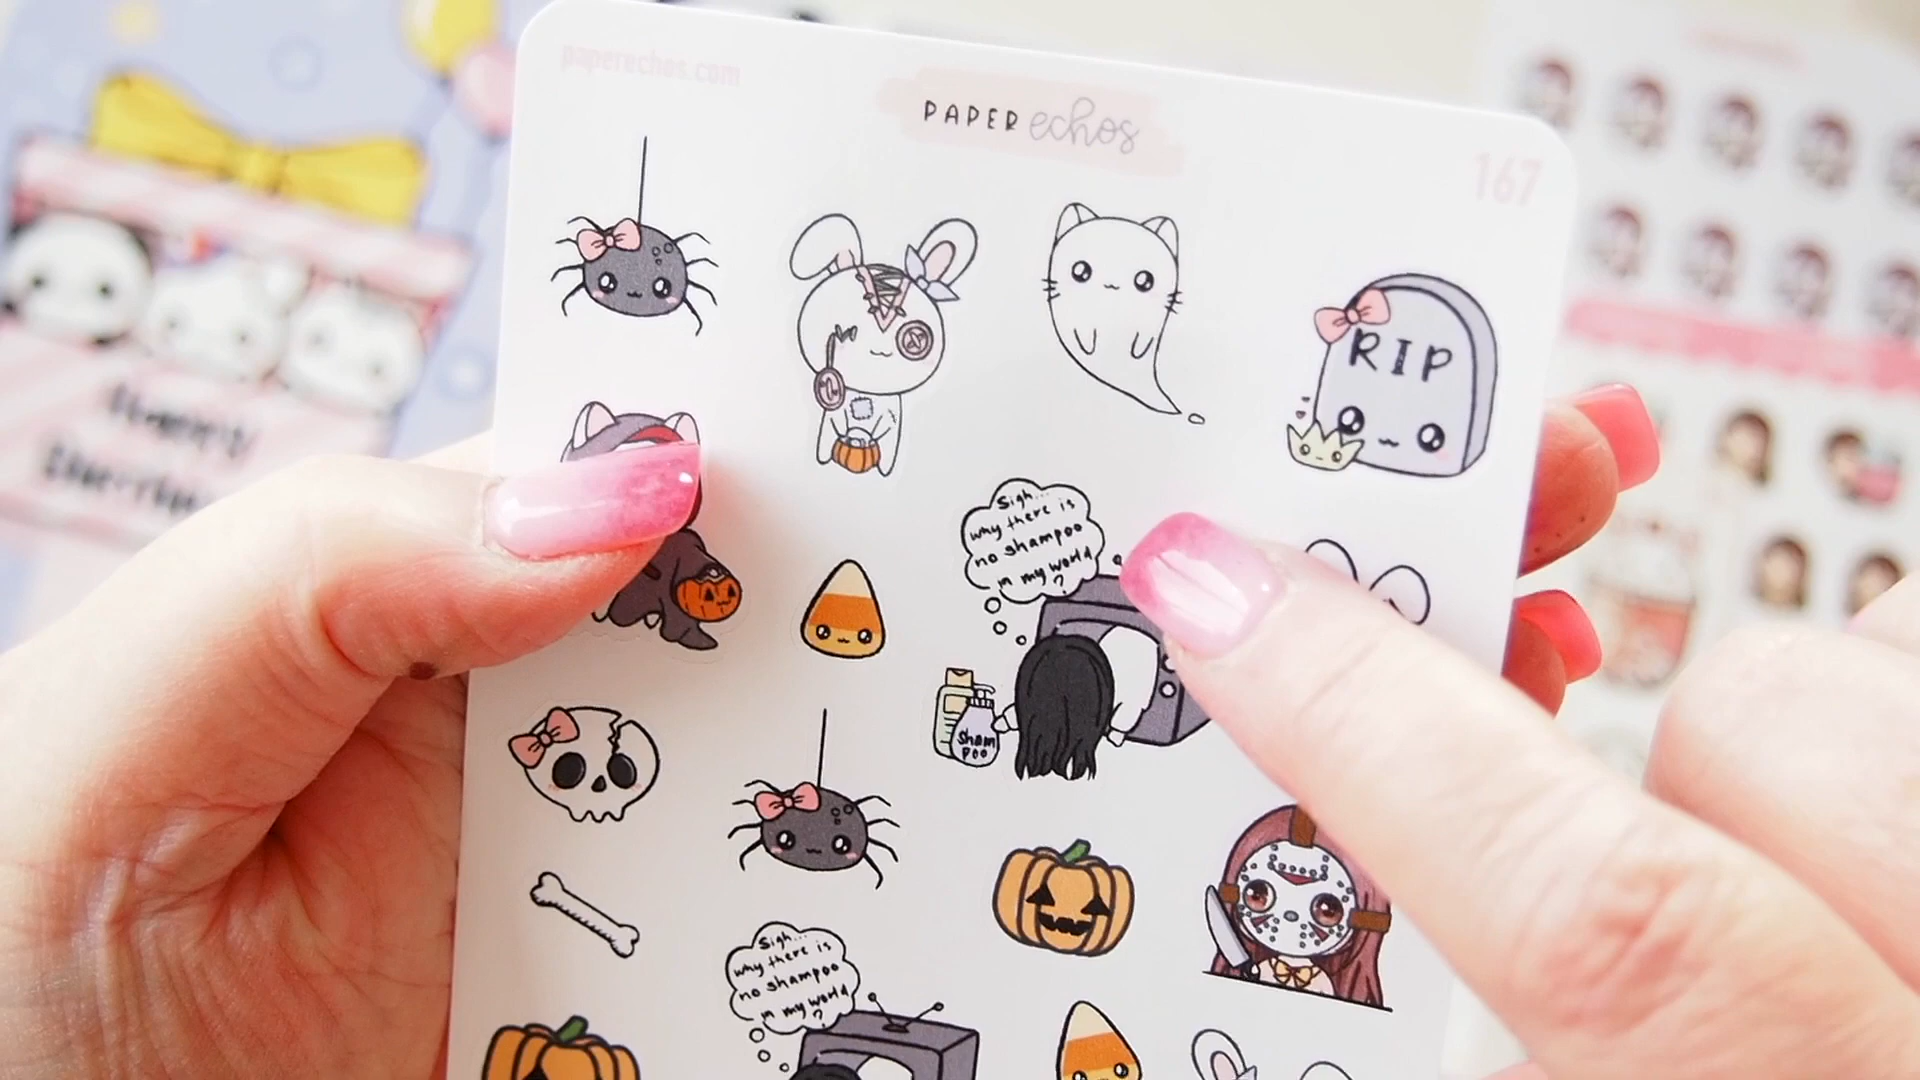 paperechos.com
PAPER echos
167
RIP
Sigh...
why there is
no shampoo
in my world
?
Sham
Poo
Sigh...
why there is
no shampoo
in my world
?